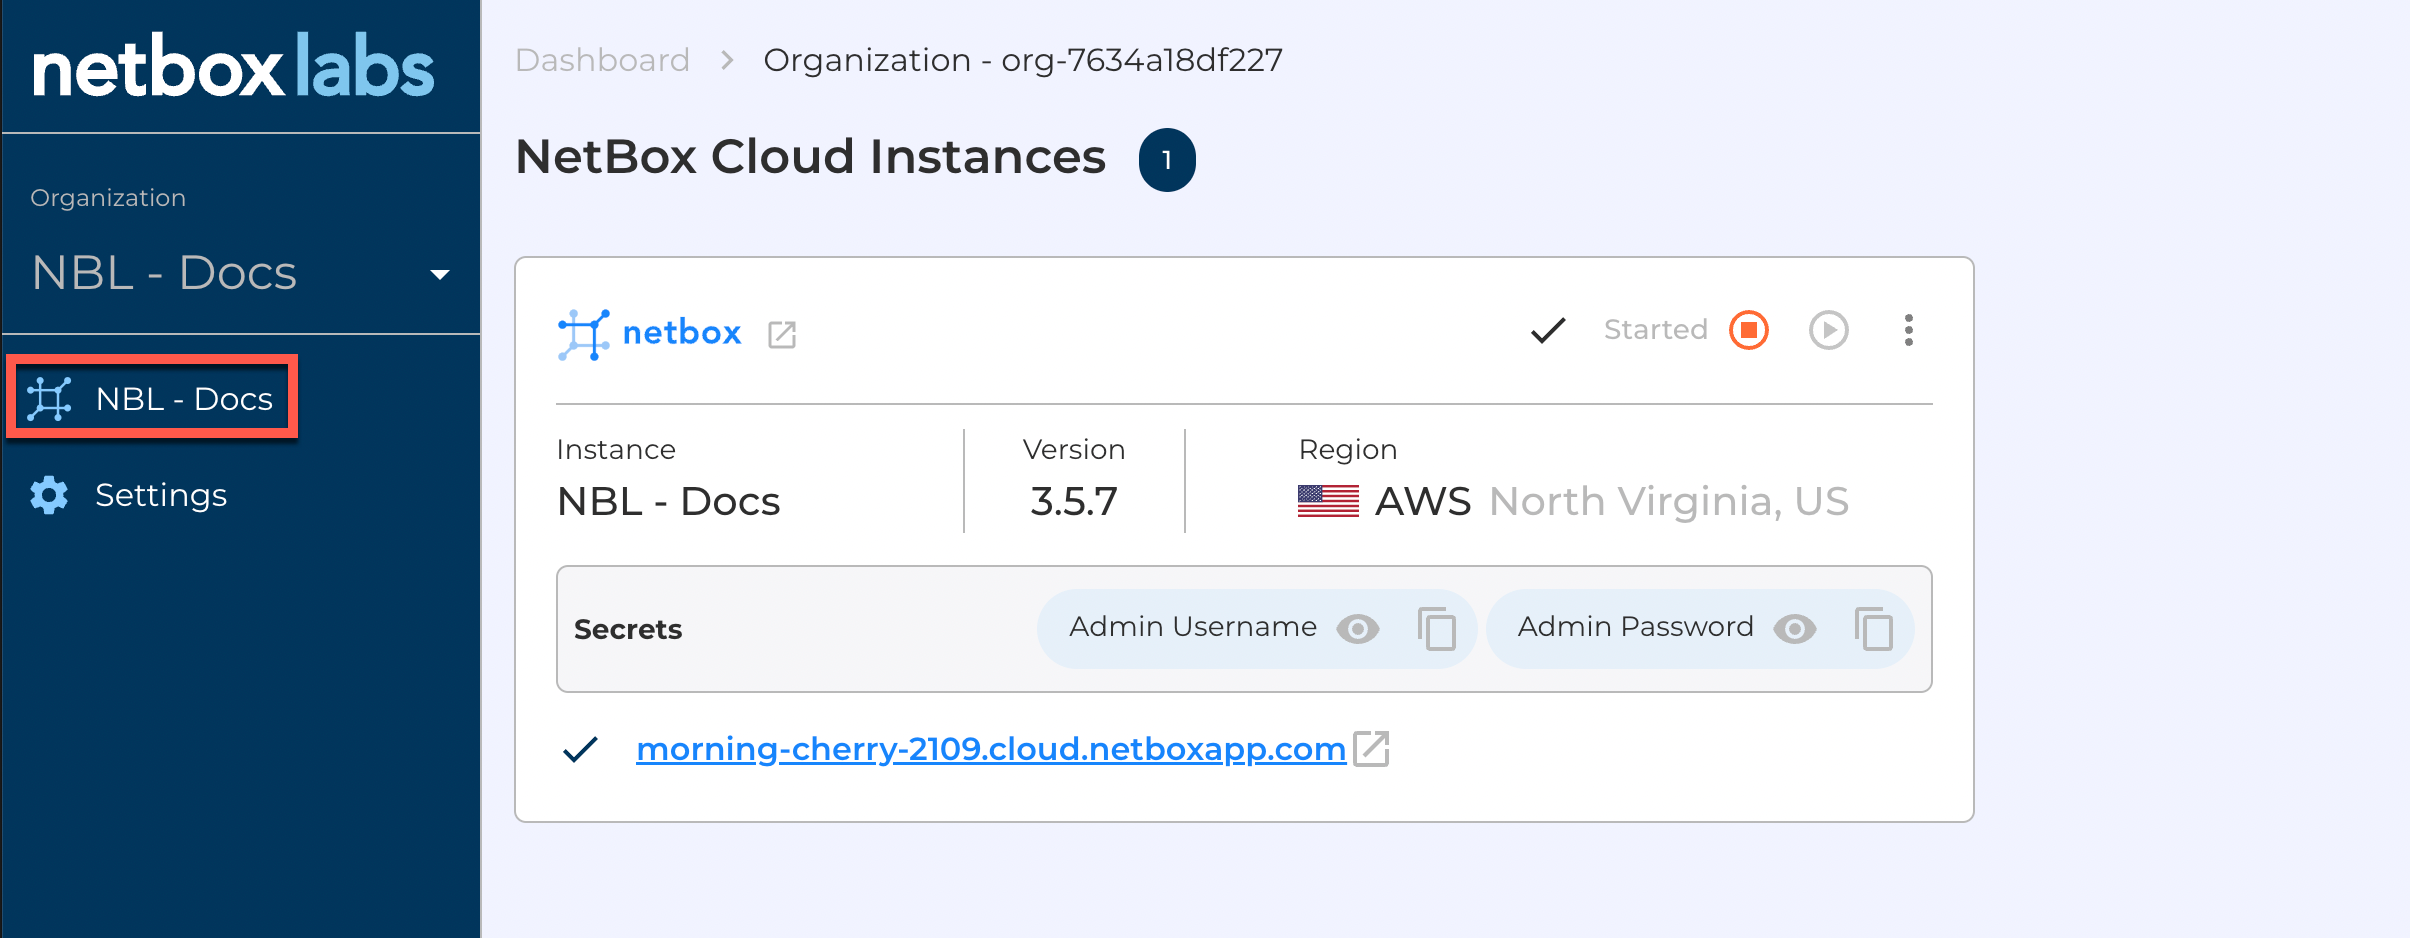 netboxlabs
Organization
NBL - Docs
NBL - Docs
Settings
Dashboard > Organization - org-7634a18df227
NetBox Cloud Instances 1
netbox
Started
Instance
NBL - Docs
Version
3.5.7
Region
AWS North Virginia, US
Secrets
Admin Username
Admin Password
morning-cherry-2109.cloud.netboxapp.com